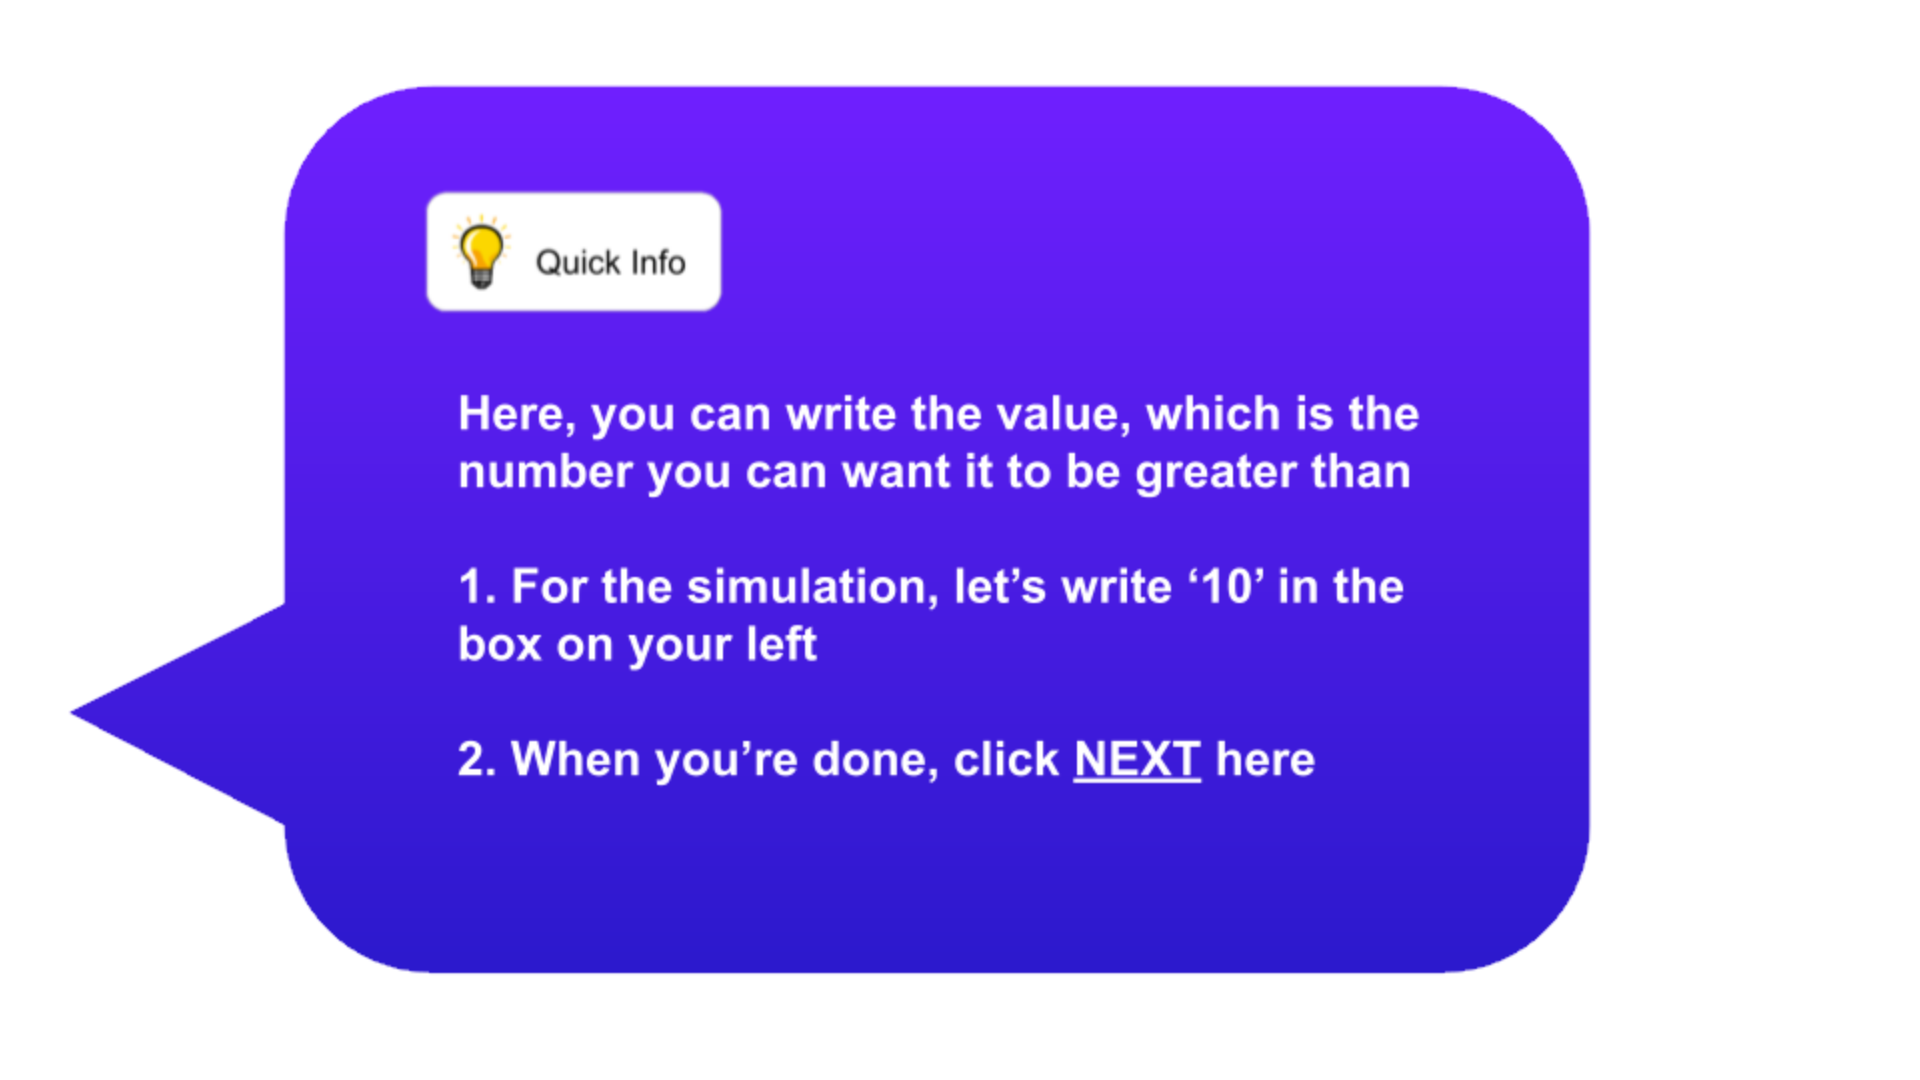 Quick Info
Here, you can write the value, which is the
number you can want it to be greater than
1. For the simulation, let’s write ‘10’ in the
box on your left
2. When you’re done, click NEXT here